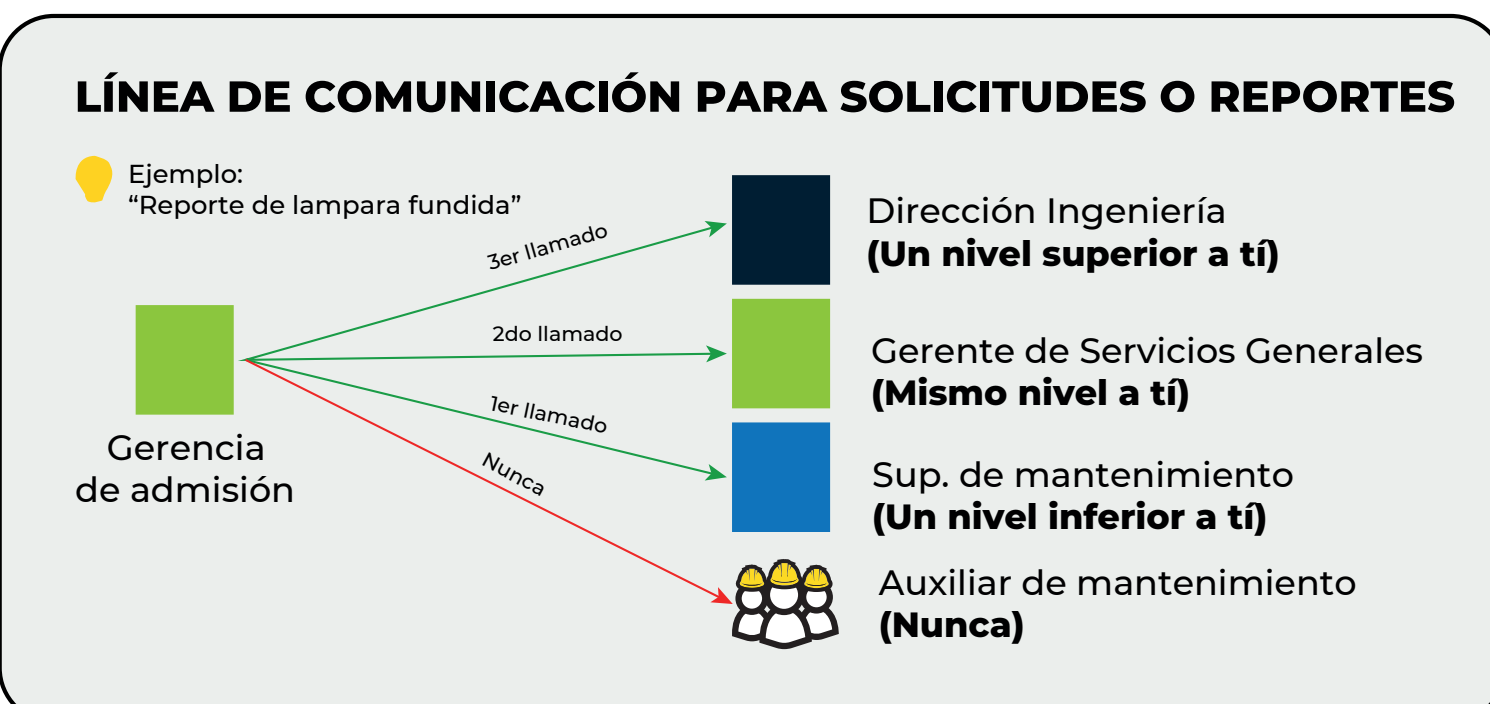 LÍNEA DE COMUNICACIÓN PARA SOLICITUDES O REPORTES
Ejemplo:
“Reporte de lampara fundida”
3er llamado
2do llamado
1er llamado
Nunca
Gerencia
de admisión
Dirección Ingeniería
(Un nivel superior a tí)
Gerente de Servicios Generales
(Mismo nivel a tí)
Sup. de mantenimiento
(Un nivel inferior a tí)
Auxiliar de mantenimiento
(Nunca)